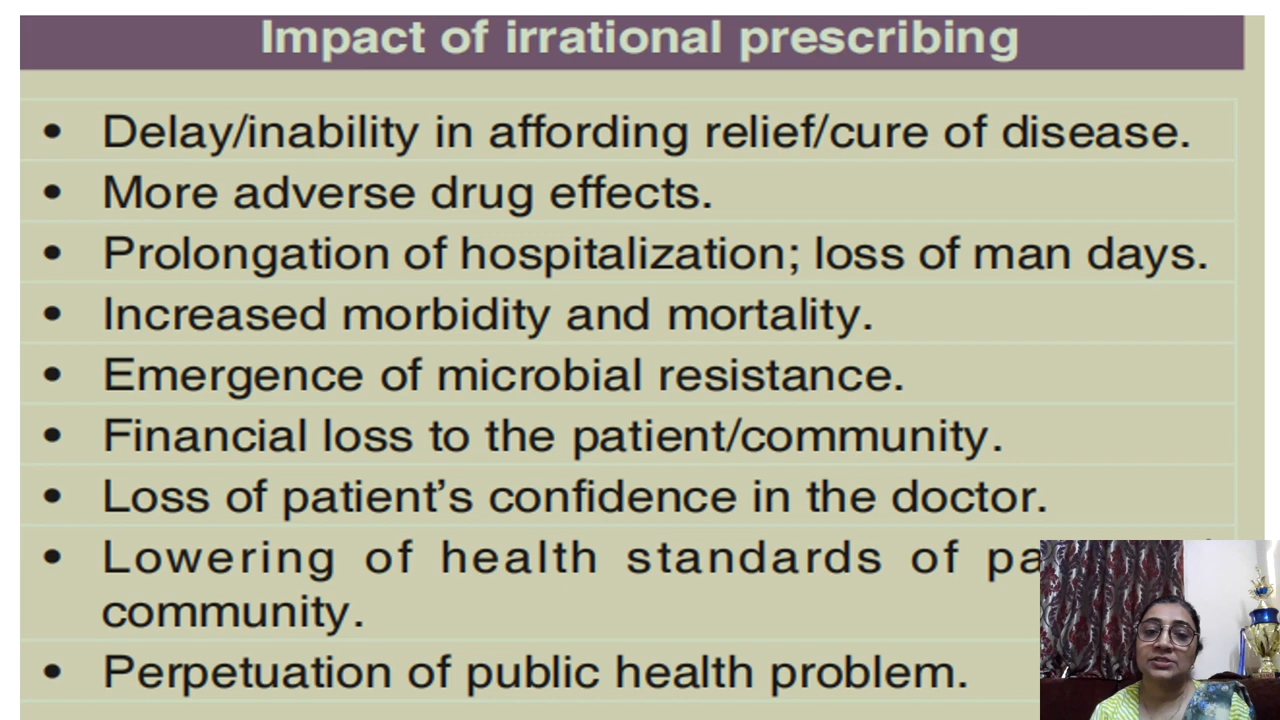 Impact of irrational prescribing
• Delay/inability in affording relief/cure of disease.
• More adverse drug effects.
• Prolongation of hospitalization; loss of man days.
• Increased morbidity and mortality.
• Emergence of microbial resistance.
• Financial loss to the patient/community.
• Loss of patient's confidence in the doctor.
• Lowering of health standards of
community.
• Perpetuation of public health problem.